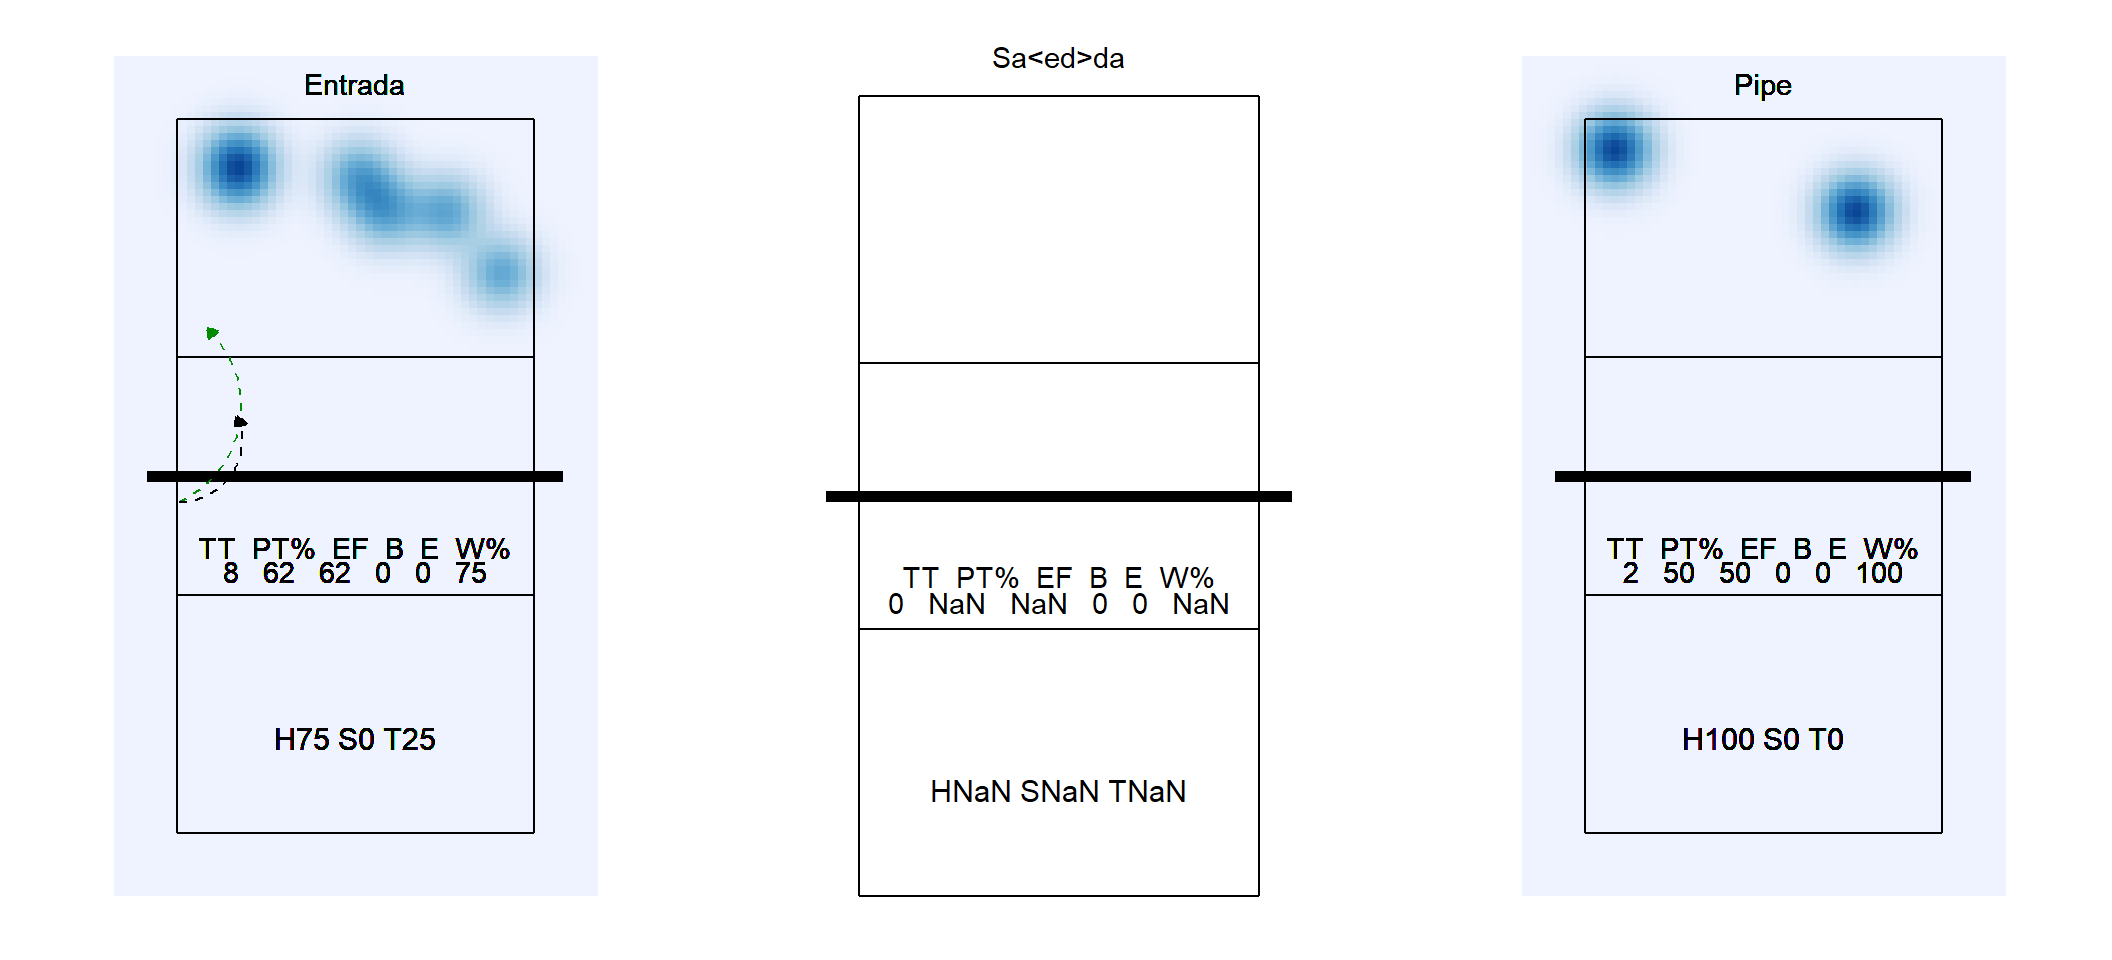 Entrada
TT PT% EF B E W%
8 62 62 0 0 75
H75 S0 T25
Sa<ed>da
TT PT% EF B E W%
0 NaN NaN 0 0 NaN
HNaN SNaN TNaN
Pipe
TT PT% EF B E W%
2 50 50 0 0 100
H100 S0 T0